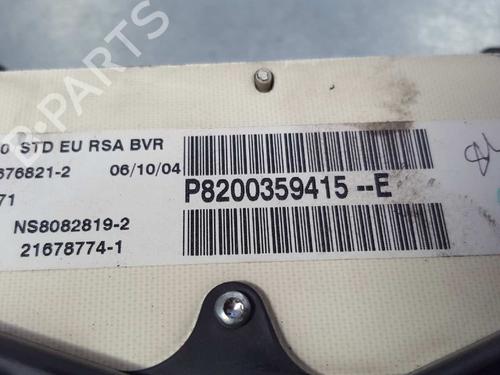 STD EU RSA BVR
676821-2 06/10/04
71
P8200359415 --E
NS8082819-2
21678774-1
B-PARTS